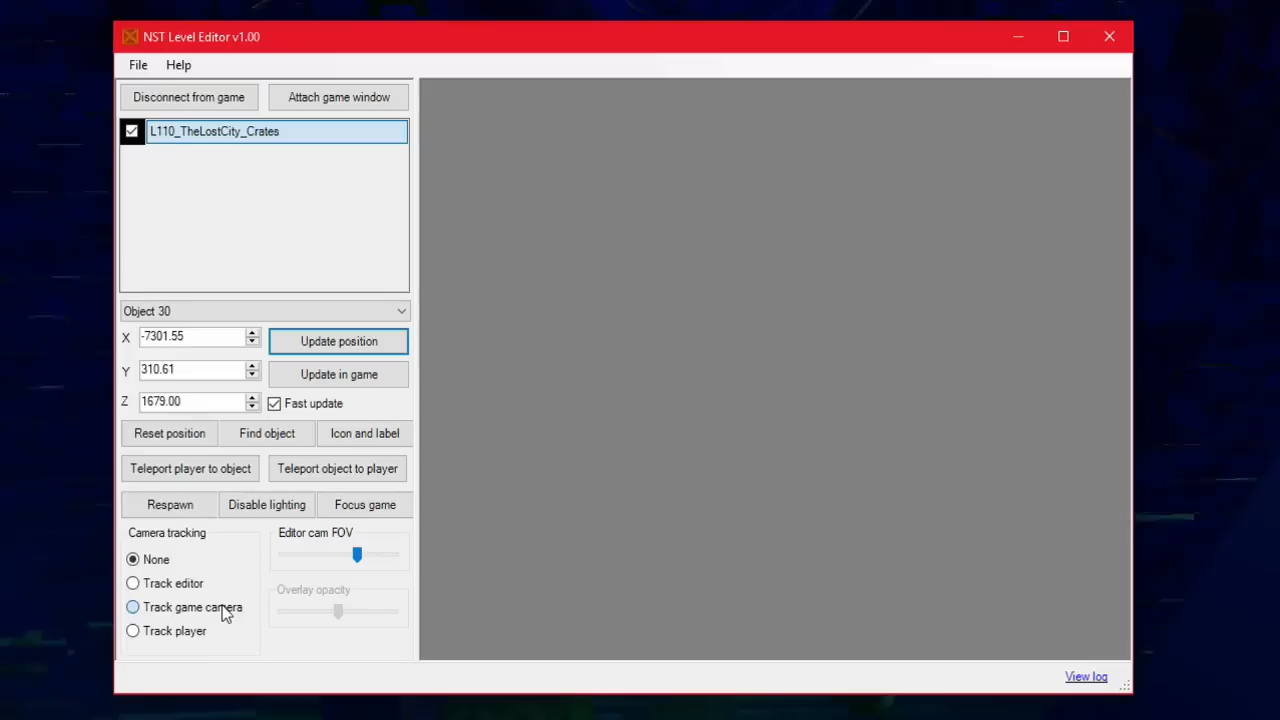 NST Level Editor v1.00
File Help
Disconnect from game Attach game window
L110_TheLostCity_Crates
Object 30
X -7301.55 Update position
Y 310.61 Update in game
Z 1679.00 Fast update
Reset position Find object Icon and label
Teleport player to object Teleport object to player
Respawn Disable lighting Focus game
Camera tracking Editor cam FOV
None
Track editor Overlay opacity
Track game camera
Track player
View log